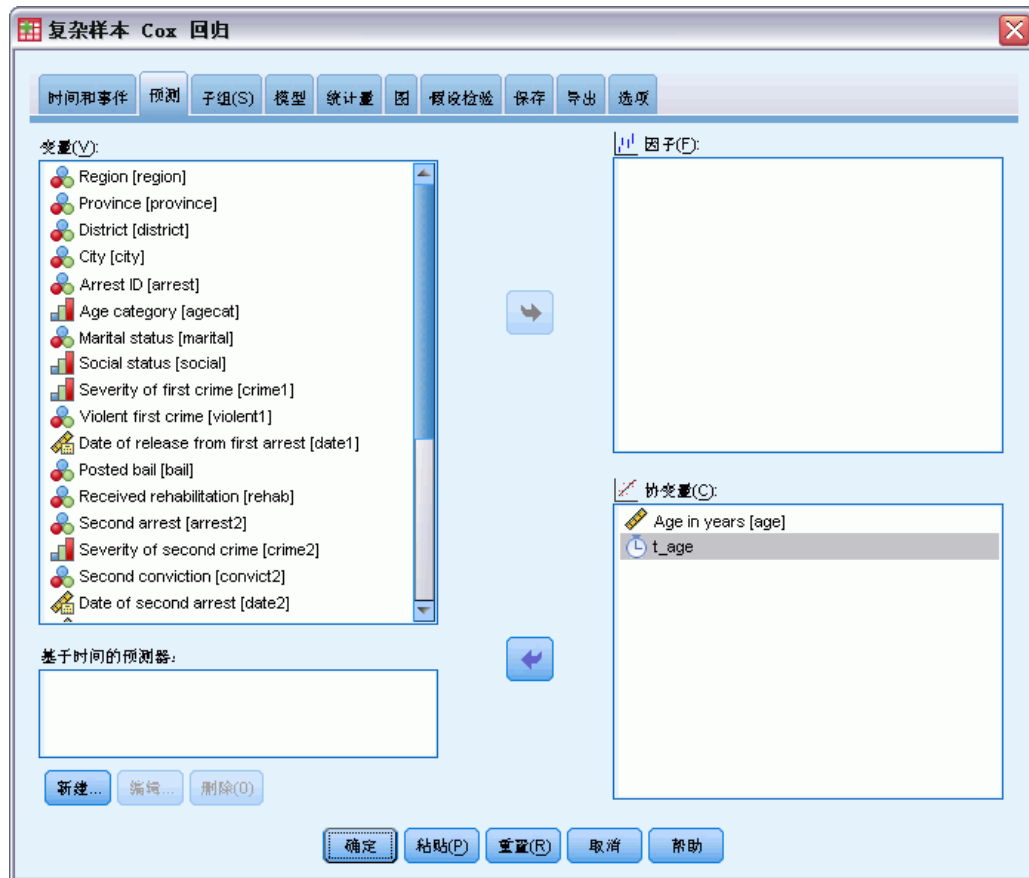 复杂样本 Cox 回归
时间和事件 预测 子组(S) 模型 统计量 图 假设检验 保存 导出 选项
变量(V):
Region [region]
Province [province]
District [district]
City [city]
Arrest ID [arrest]
Age category [agecat]
Marital status [marital]
Social status [social]
Severity of first crime [crime1]
Violent first crime [violent1]
Date of release from first arrest [date1]
Posted bail [bail]
Received rehabilitation [rehab]
Second arrest [arrest2]
Severity of second crime [crime2]
Second conviction [convict2]
Date of second arrest [date2]
基于时间的预测器:
新建... 编辑... 删除(O)
因子(F):
协变量(C):
Age in years [age]
t_age
确定 粘贴(P) 重置(R) 取消 帮助